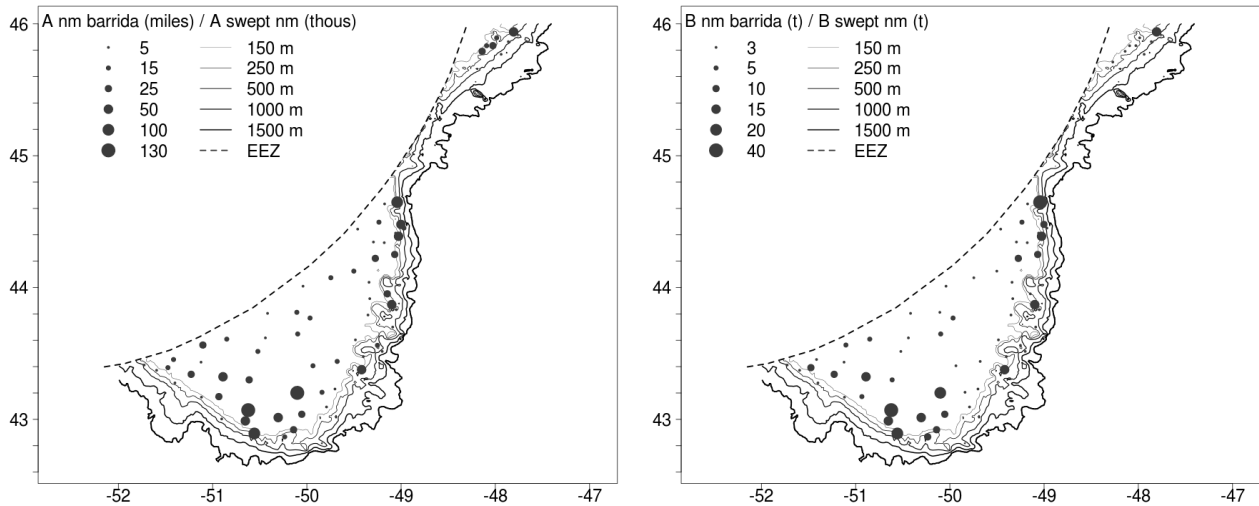 A nm barrida (miles) / A swept nm (thous)
5 150 m
15 250 m
25 500 m
50 1000 m
100 1500 m
130 EEZ
46
45
44
43
-52 -51 -50 -49 -48 -47
B nm barrida (t) / B swept nm (t)
3 150 m
5 250 m
10 500 m
15 1000 m
20 1500 m
40 EEZ
46
45
44
43
-52 -51 -50 -49 -48 -47